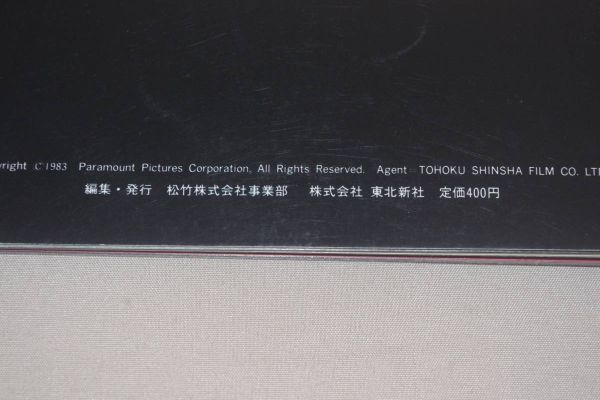 yright C 1983 Paramount Pictures Corporation. All Rights Reserved. Agent TOHOKU SHINSHA FILM CO. LT
編集・発行 松竹株式会社事業部 株式会社 東北新社 定価400円